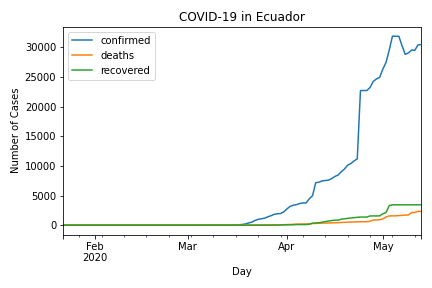 COVID-19 in Ecuador
confirmed
deaths
recovered
30000
25000
20000
15000
10000
5000
0
Number of Cases
Feb
2020
Mar
Apr
May
Day